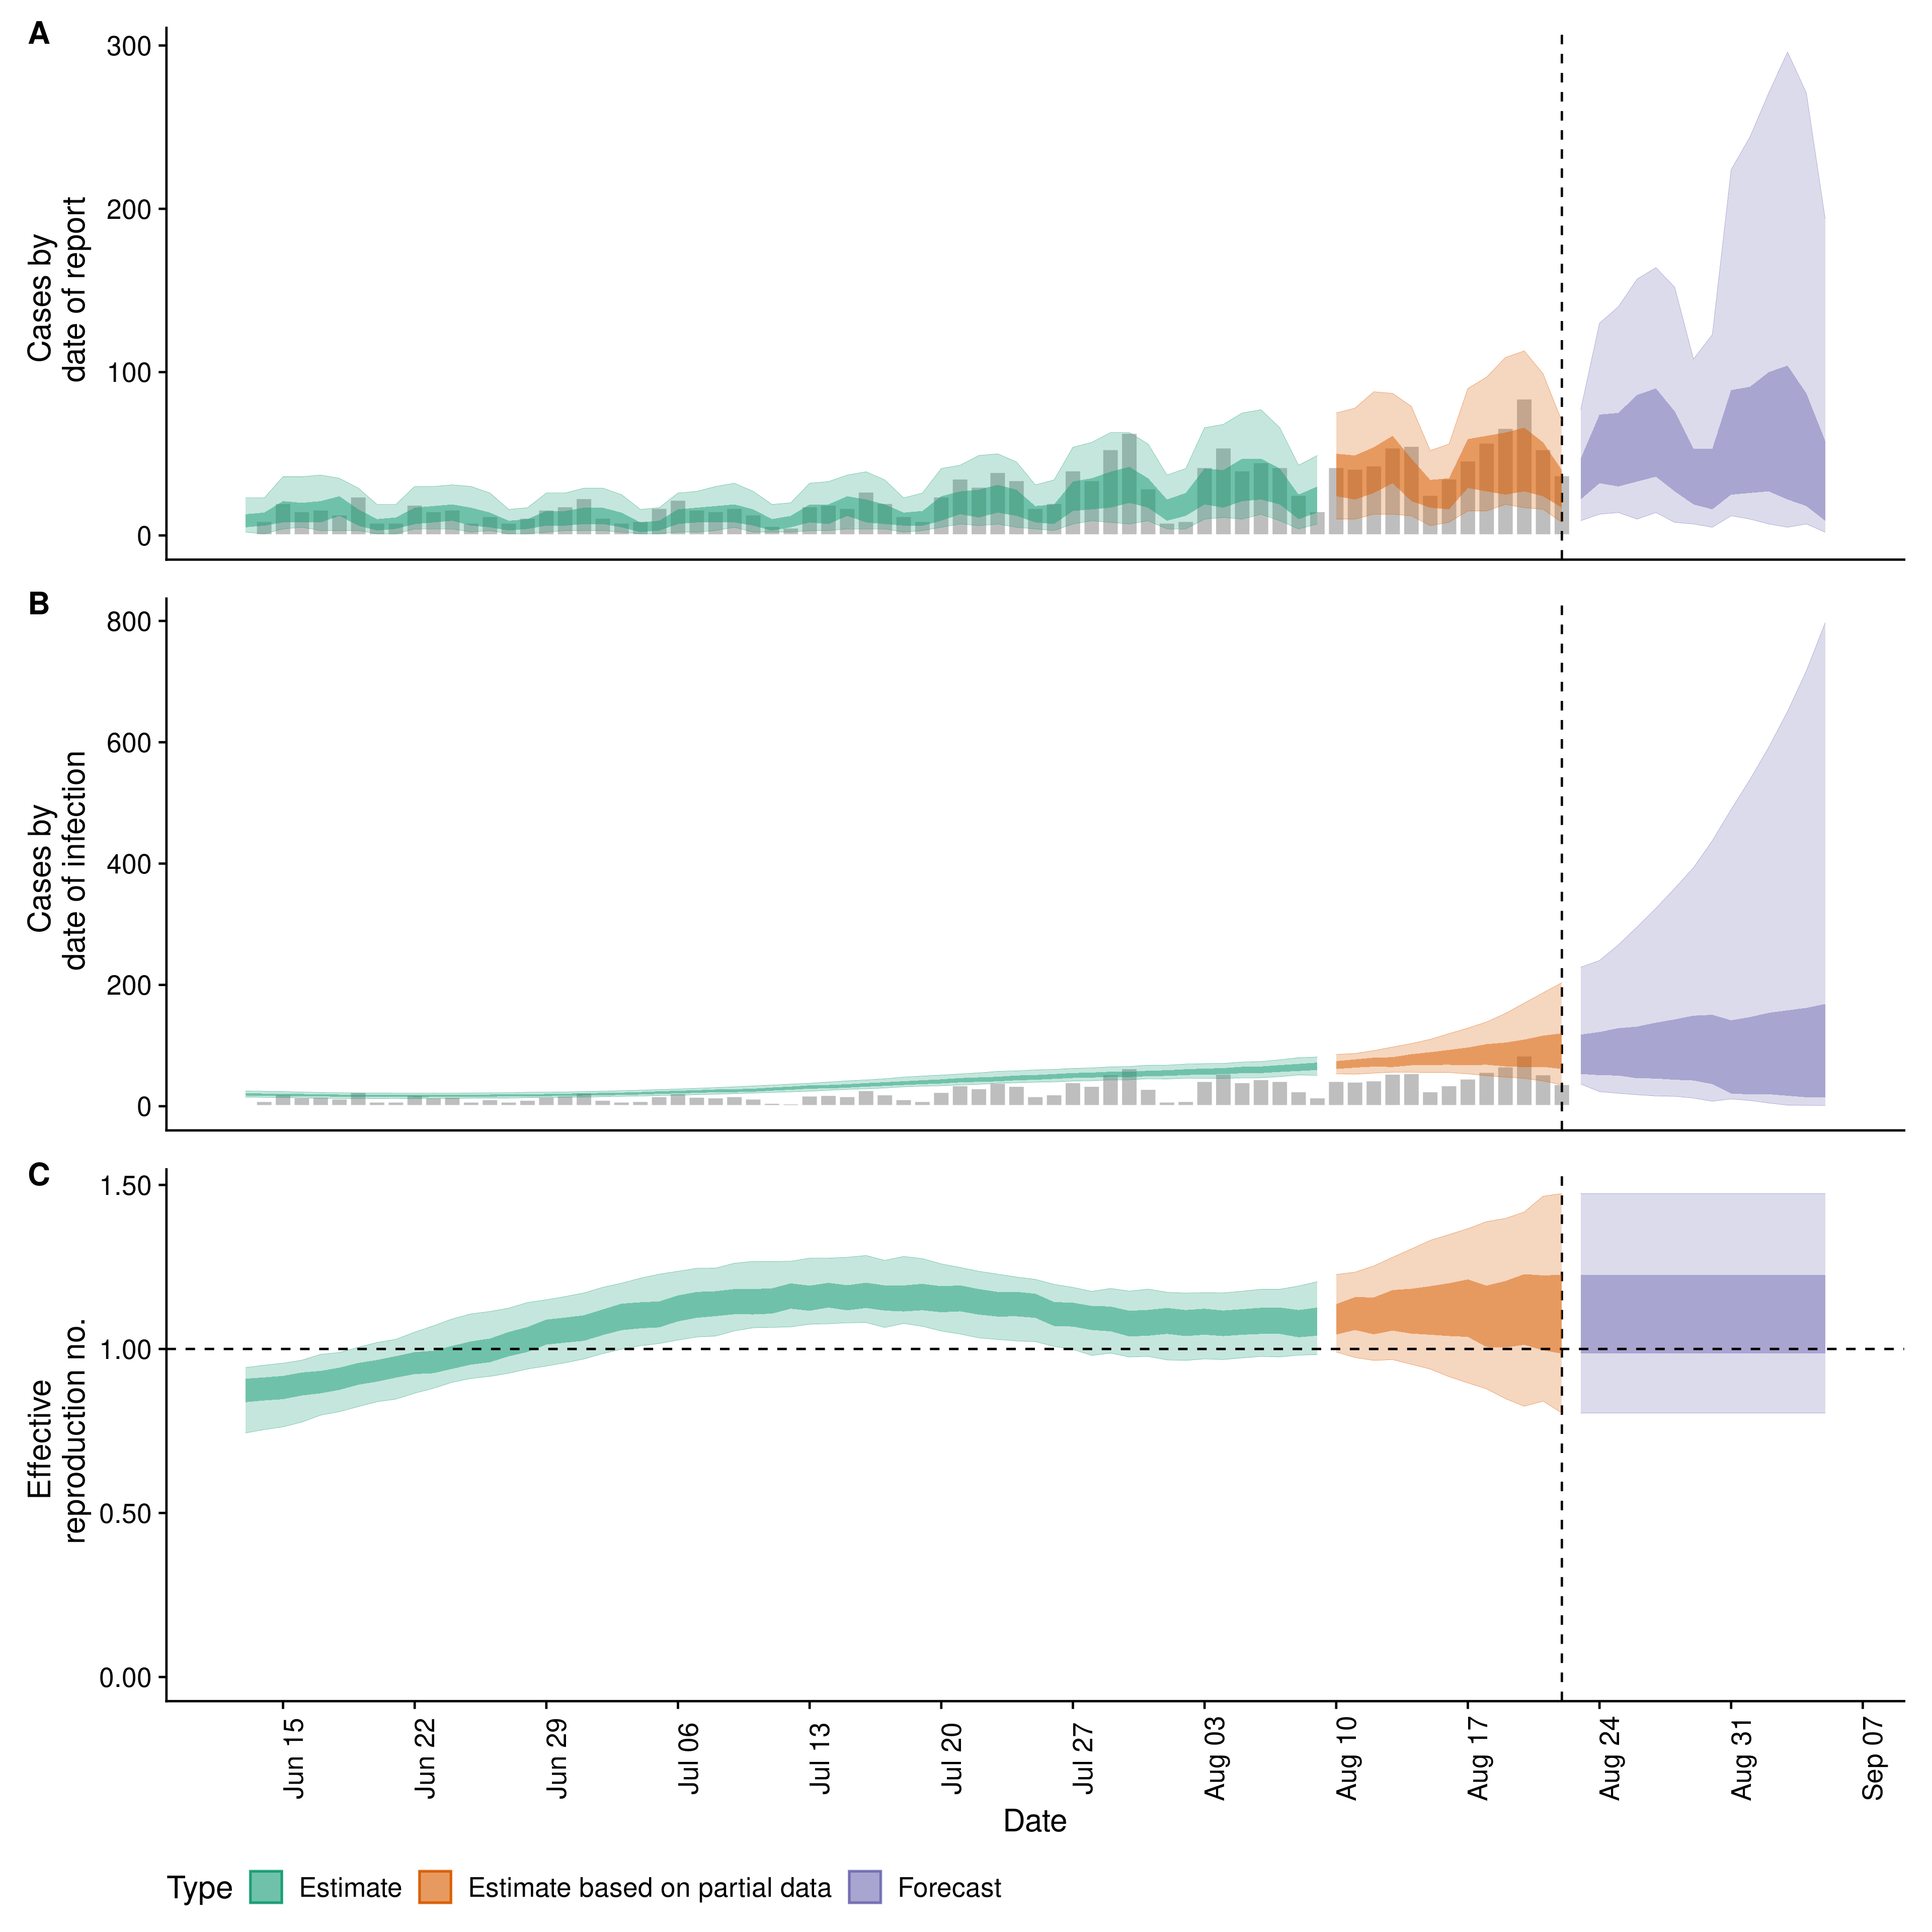 A
Cases by
date of report
300
200
100
0
B
Cases by
date of infection
800
600
400
200
0
C
Effective
reproduction no.
1.50
1.00
0.50
0.00
Jun 15
Jun 22
Jun 29
Jul 06
Jul 13
Jul 20
Jul 27
Aug 03
Aug 10
Aug 17
Aug 24
Aug 31
Sep 07
Date
Type Estimate Estimate based on partial data Forecast